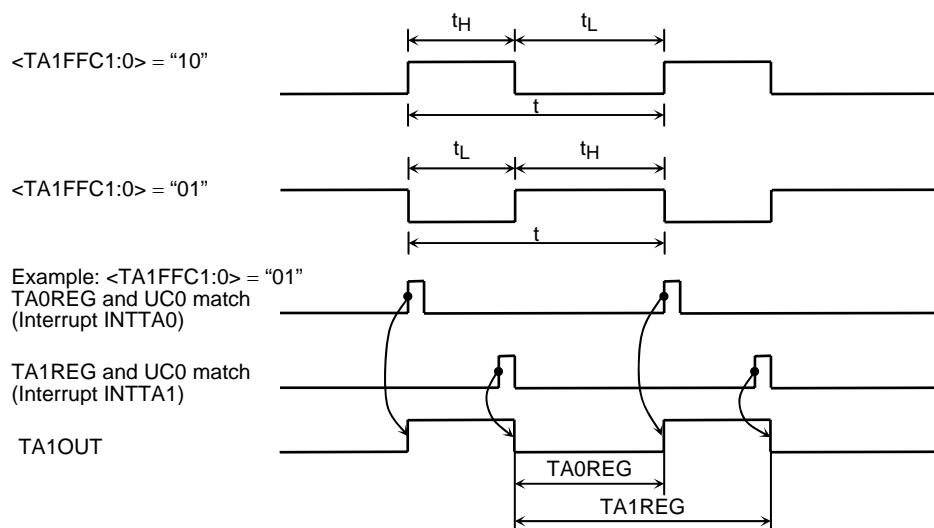 tH
tL
<TA1FFC1:0> = “10”
t
tL
tH
<TA1FFC1:0> = “01”
t
Example: <TA1FFC1:0> = “01”
TA0REG and UC0 match
(Interrupt INTTA0)
TA1REG and UC0 match
(Interrupt INTTA1)
TA1OUT
TA0REG
TA1REG